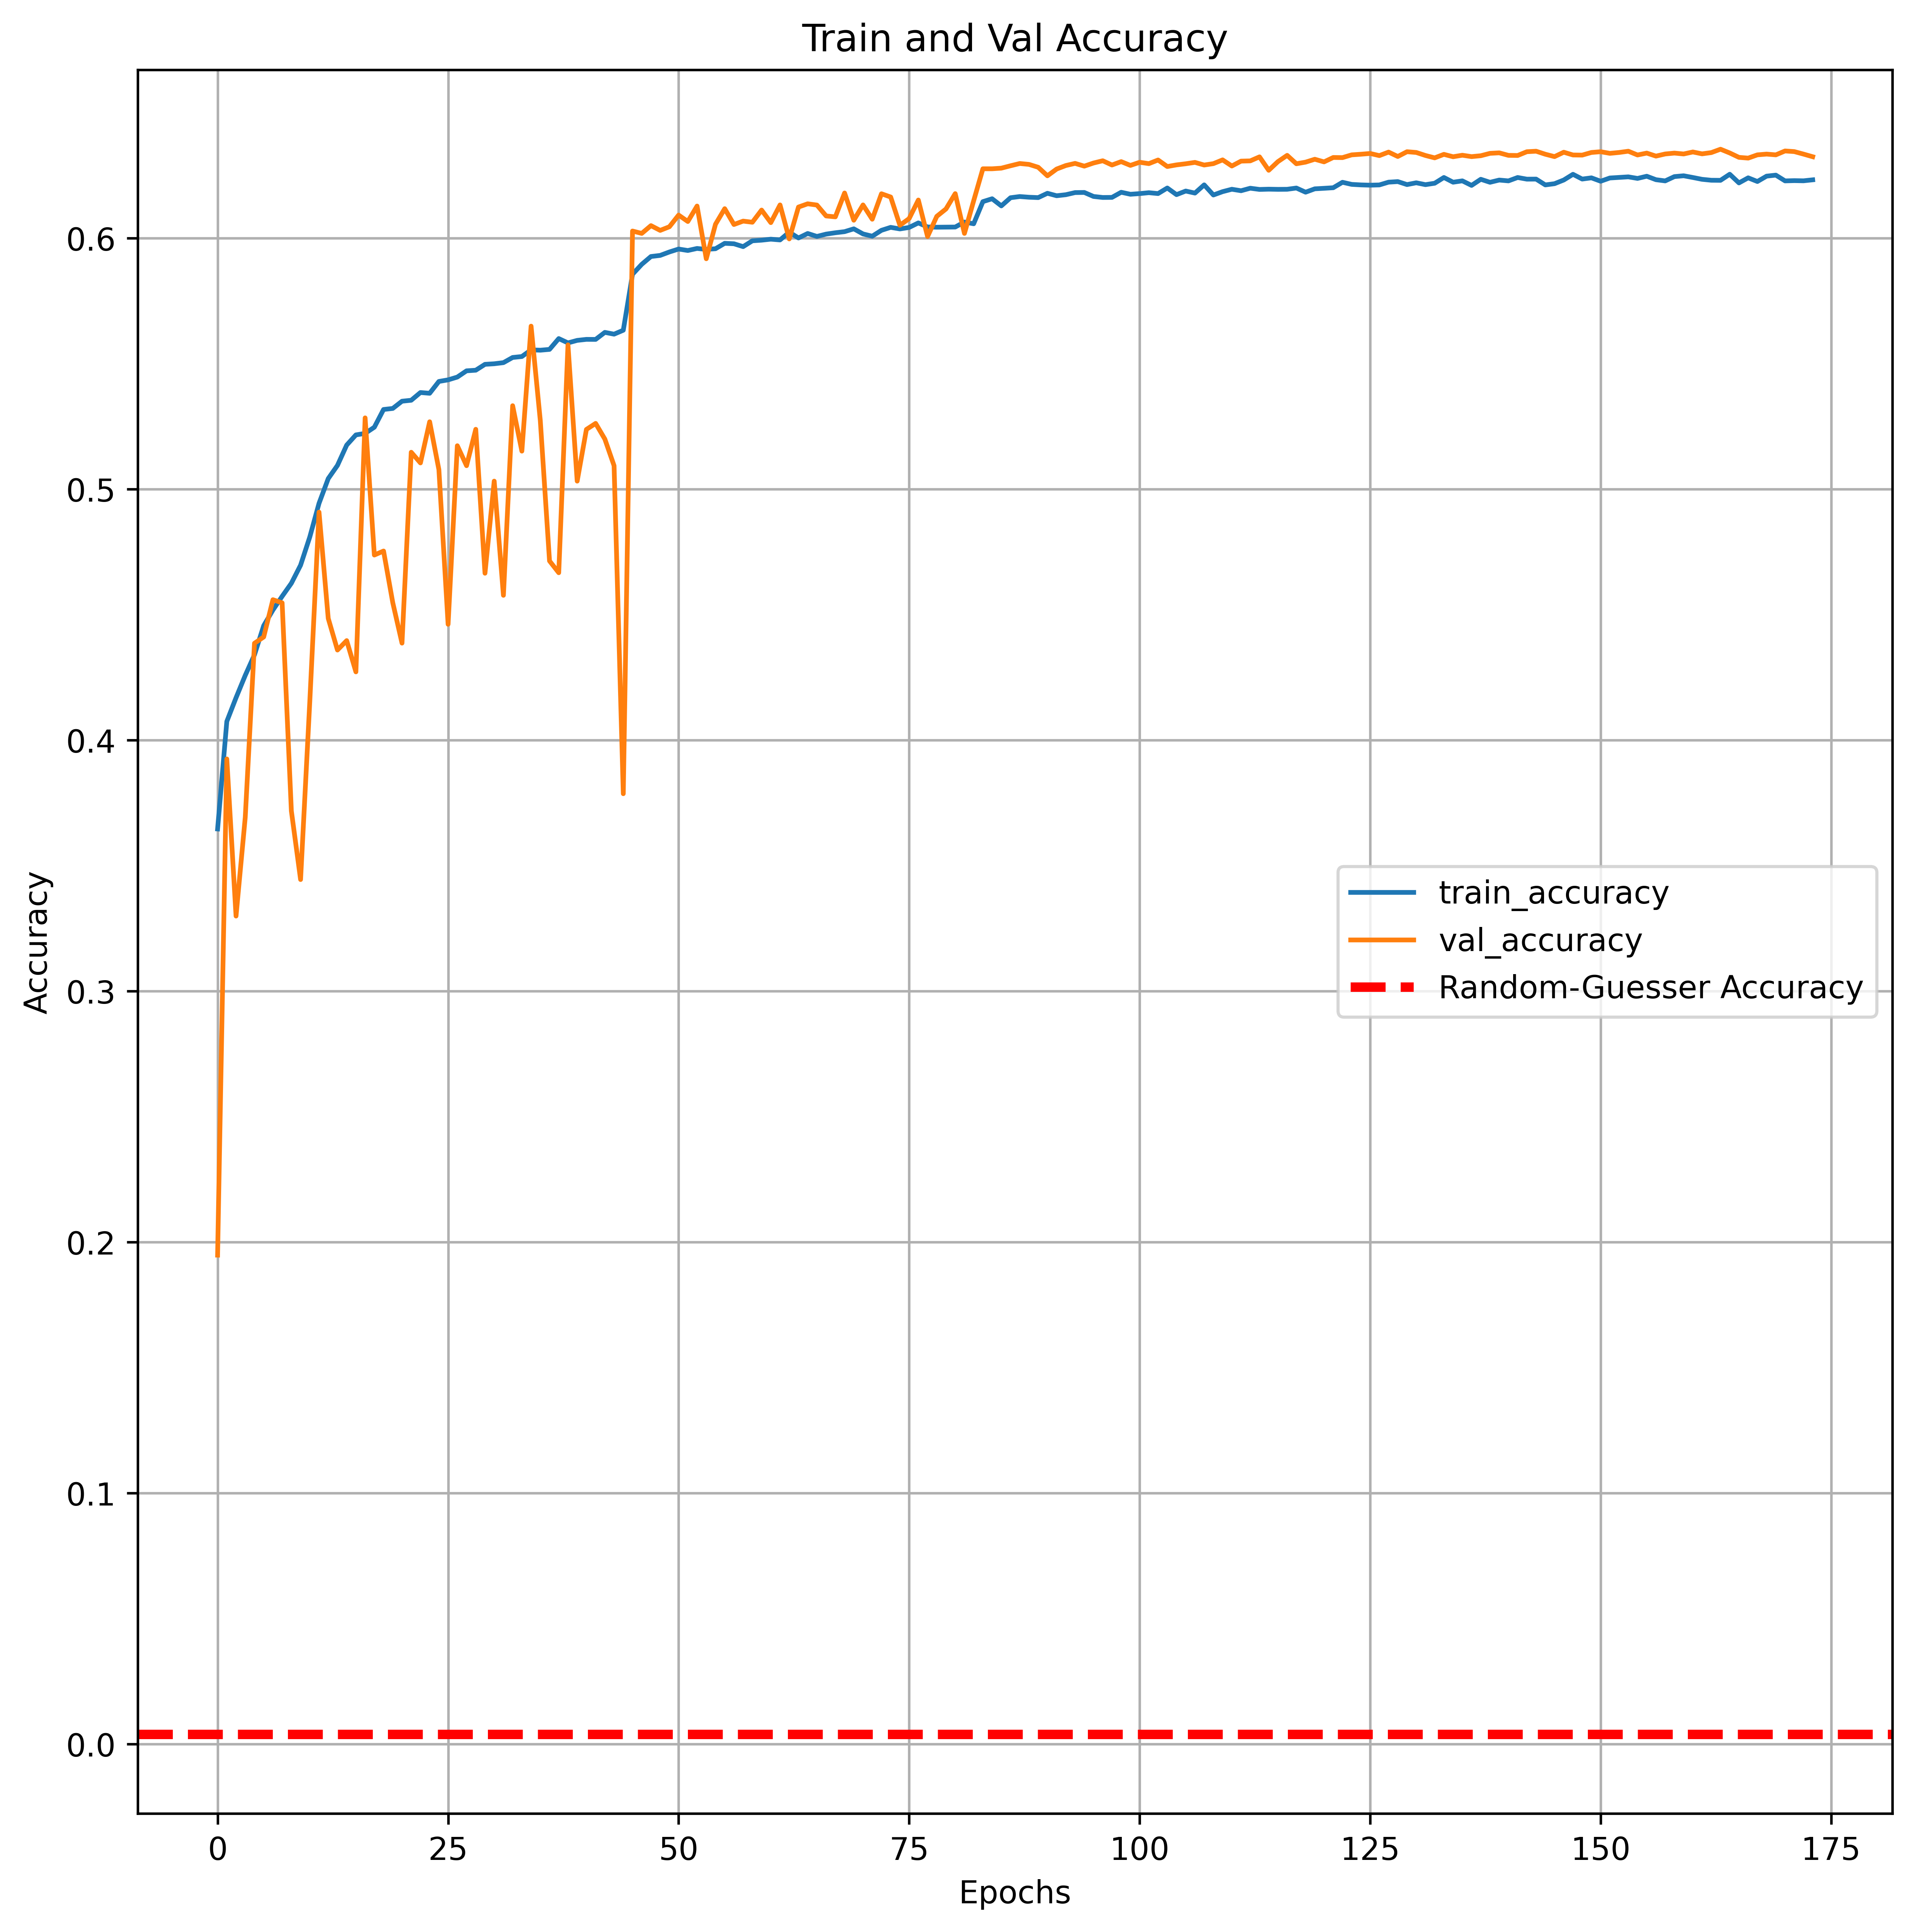 Train and Val Accuracy
Accuracy
0.6
0.5
0.4
0.3
0.2
0.1
0.0
train_accuracy
val_accuracy
Random-Guesser Accuracy
0 25 50 75 100 125 150 175
Epochs